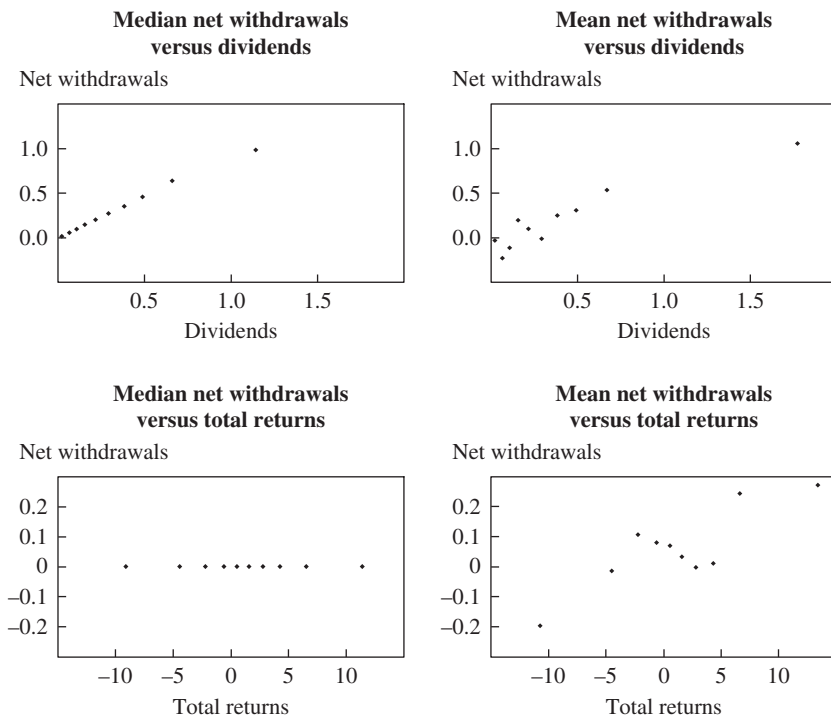 Median net withdrawals
versus dividends
Net withdrawals
1.0
0.5
0.0
0.5 1.0 1.5
Dividends
Mean net withdrawals
versus dividends
Net withdrawals
1.0
0.5
0.0
0.5 1.0 1.5
Dividends
Median net withdrawals
versus total returns
Net withdrawals
0.2
0.1
0
–0.1
–0.2
–10 –5 0 5 10
Total returns
Mean net withdrawals
versus total returns
Net withdrawals
0.2
0.1
0
–0.1
–0.2
–10 –5 0 5 10
Total returns